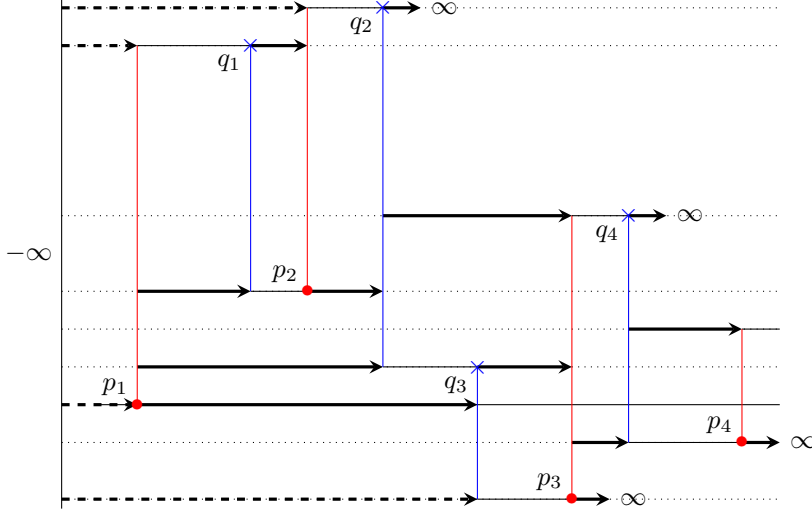 q₂ ∞
q₁
∞
q₄
−∞
p₂
p₁
q₃
p₄
∞
p₃
∞